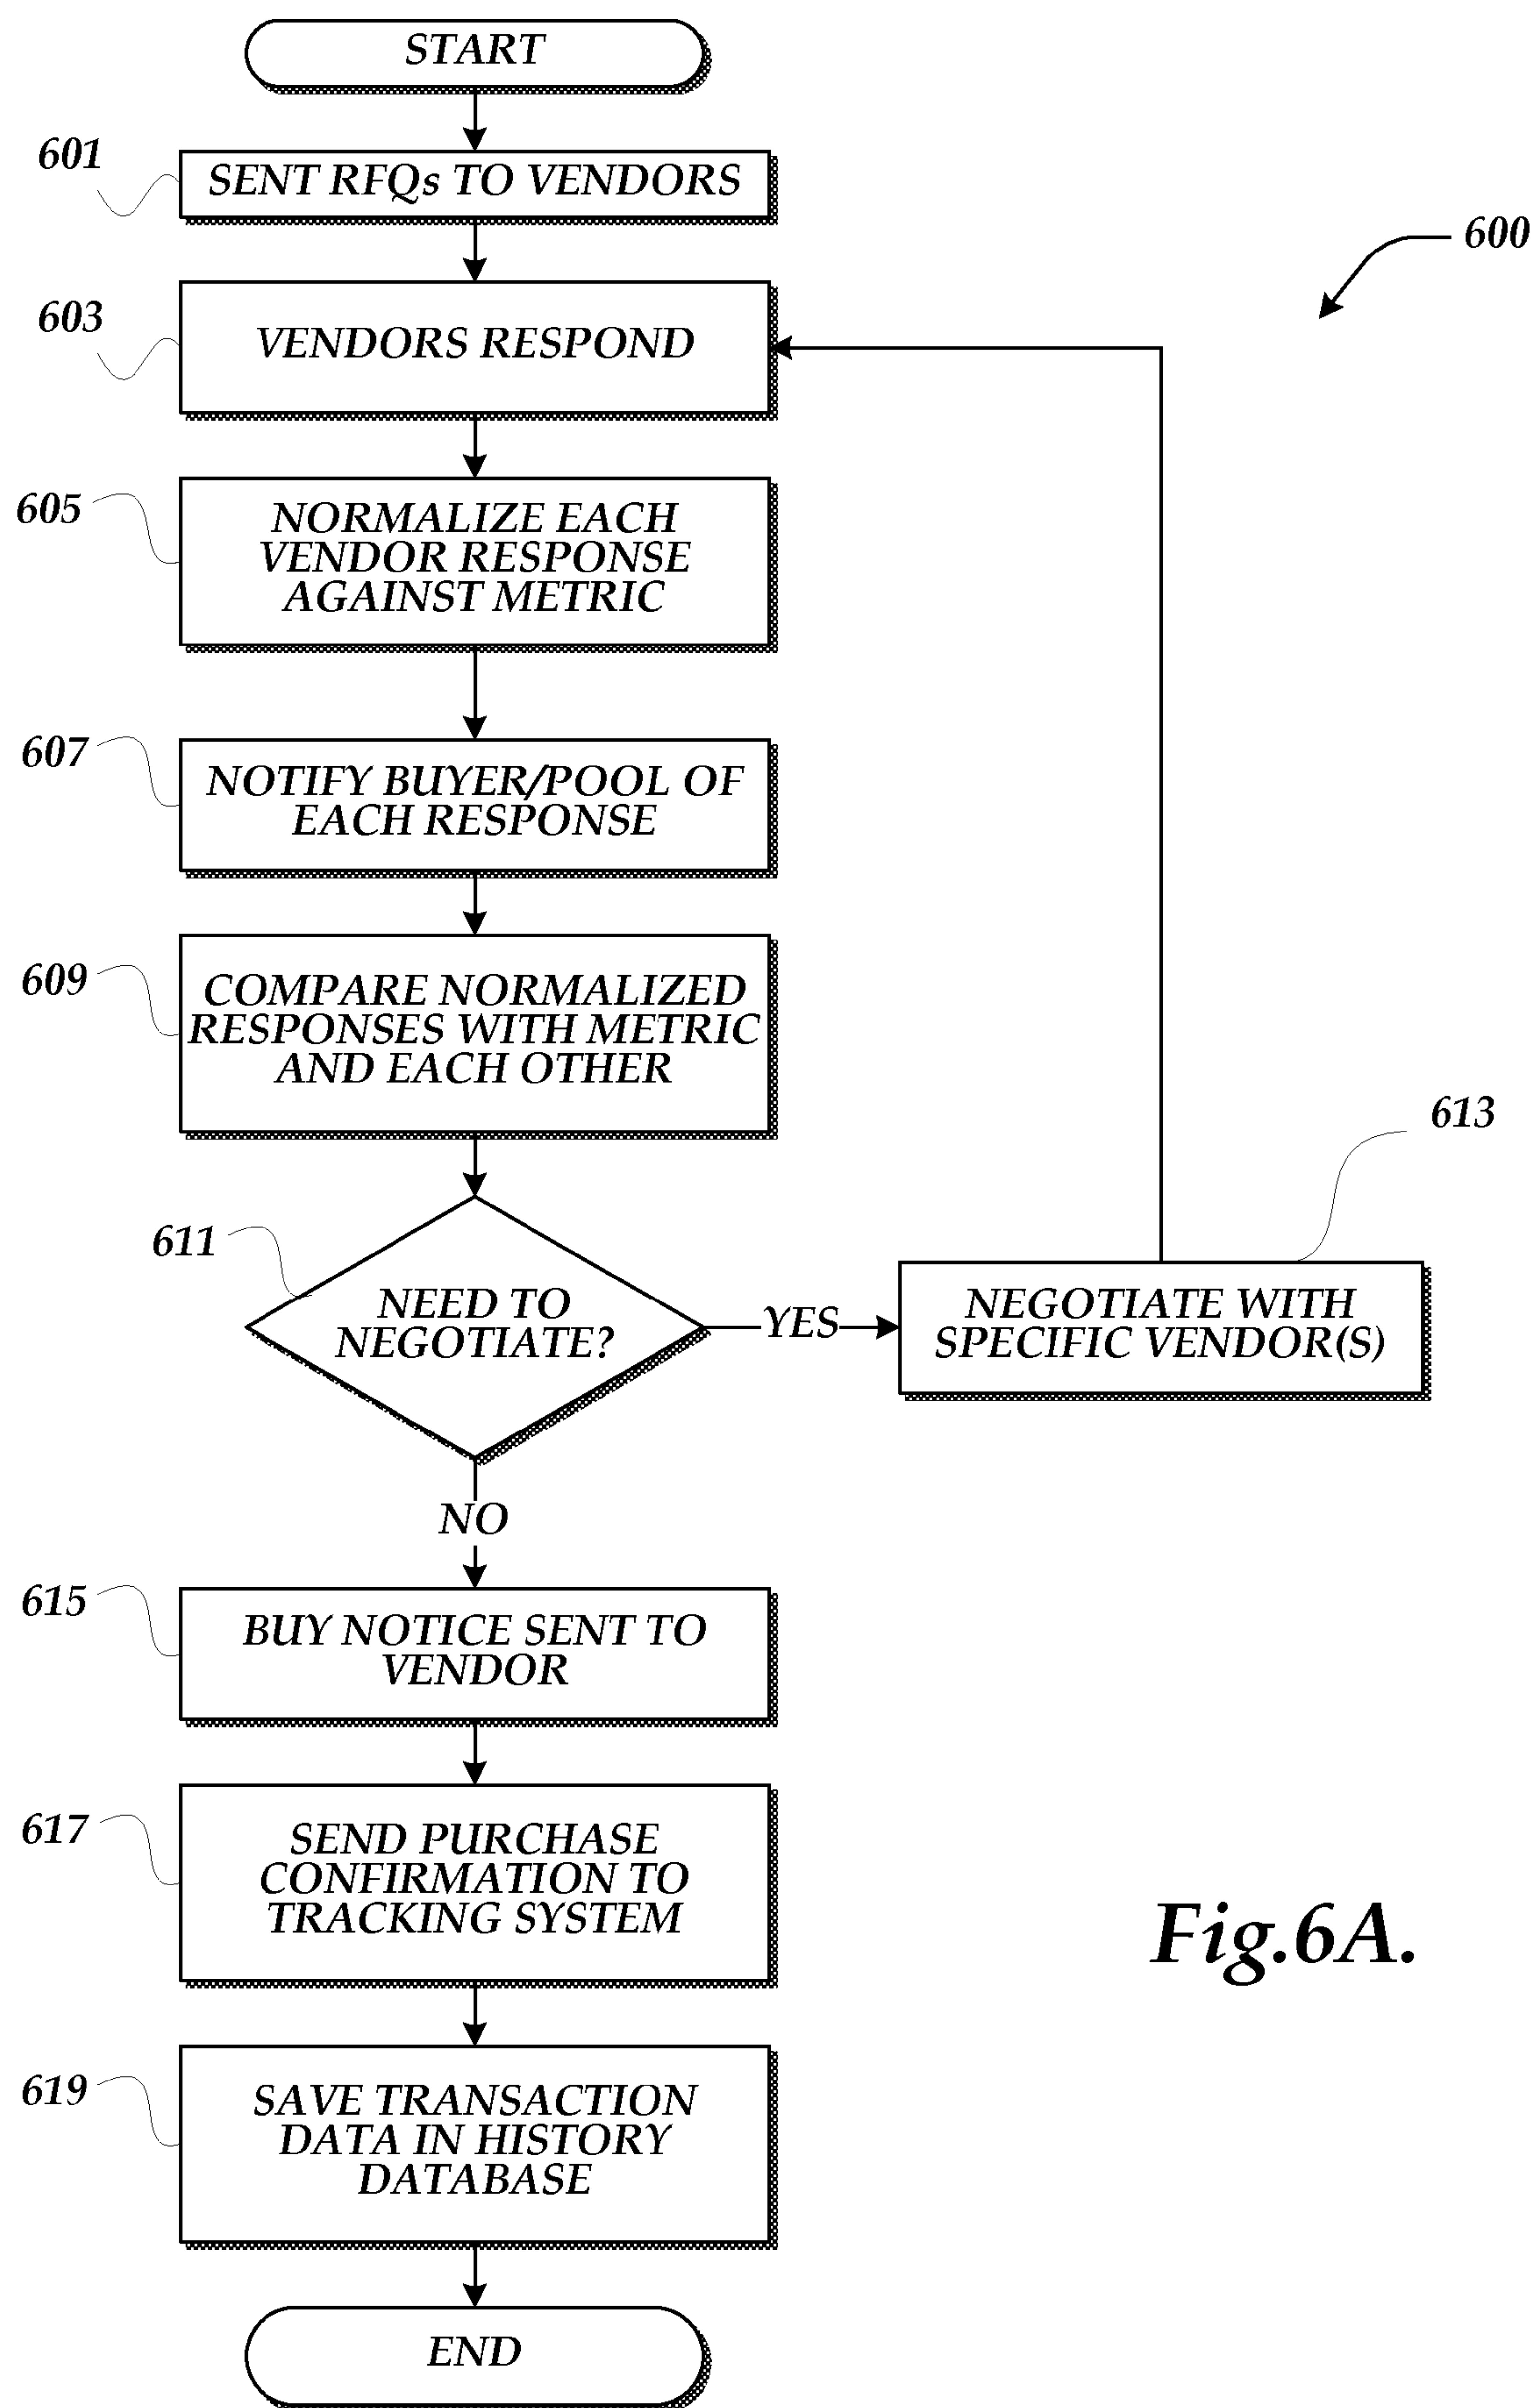 START
601
SENT RFQs TO VENDORS
600
603
VENDORS RESPOND
605
NORMALIZE EACH
VENDOR RESPONSE
AGAINST METRIC
607
NOTIFY BUYER/POOL OF
EACH RESPONSE
609
COMPARE NORMALIZED
RESPONSES WITH METRIC
AND EACH OTHER
613
611
NEED TO
NEGOTIATE?
YES
NEGOTIATE WITH
SPECIFIC VENDOR(S)
NO
615
BUY NOTICE SENT TO
VENDOR
617
SEND PURCHASE
CONFIRMATION TO
TRACKING SYSTEM
Fig.6A.
619
SAVE TRANSACTION
DATA IN HISTORY
DATABASE
END